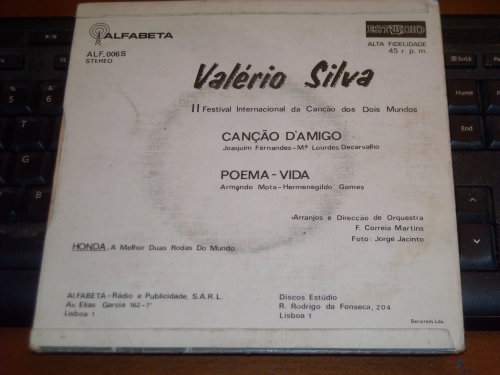 ALFABETA
ESTÚDIO
ALF. 006S
STEREO
ALTA FIDELIDADE
45 r. p. m.
Valério Silva
II Festival Internacional da Canção dos Dois Mundos
CANÇÃO D'AMIGO
Joaquim Fernandes-Mª Lourdes Decarvalho
POEMA-VIDA
Armando Mota-Hermenegildo Gomes
Arranjos e Direcção de Orquestra
F. Correia Martins
Foto: Jorge Jacinto
HONDA, A Melhor Duas Rodas Do Mundo
ALFABETA-Rádio e Publicidade, S.A.R.L.
Av. Elias Garcia 162-7º
Lisboa 1
Discos Estúdio
R. Rodrigo da Fonseca, 204
Lisboa 1